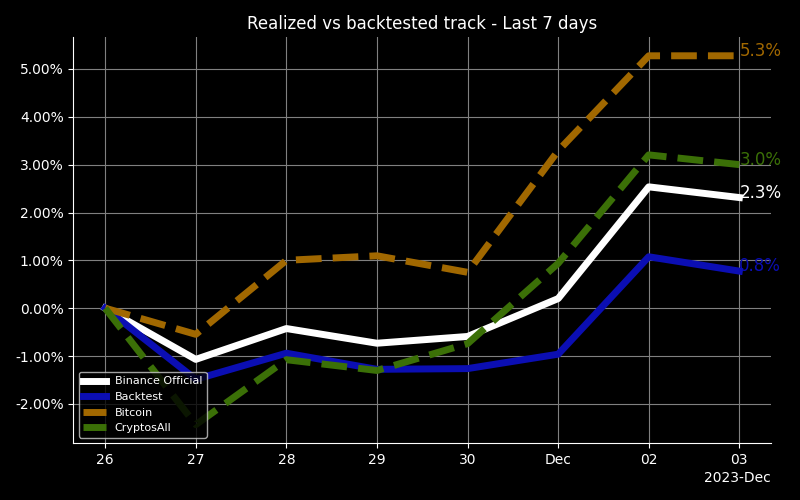 Realized vs backtested track - Last 7 days
5.00%
4.00%
3.00%
2.00%
1.00%
0.00%
-1.00%
-2.00%
5.3%
3.0%
2.3%
0.8%
Binance Official
Backtest
Bitcoin
CryptosAll
26 27 28 29 30 Dec 02 03
2023-Dec